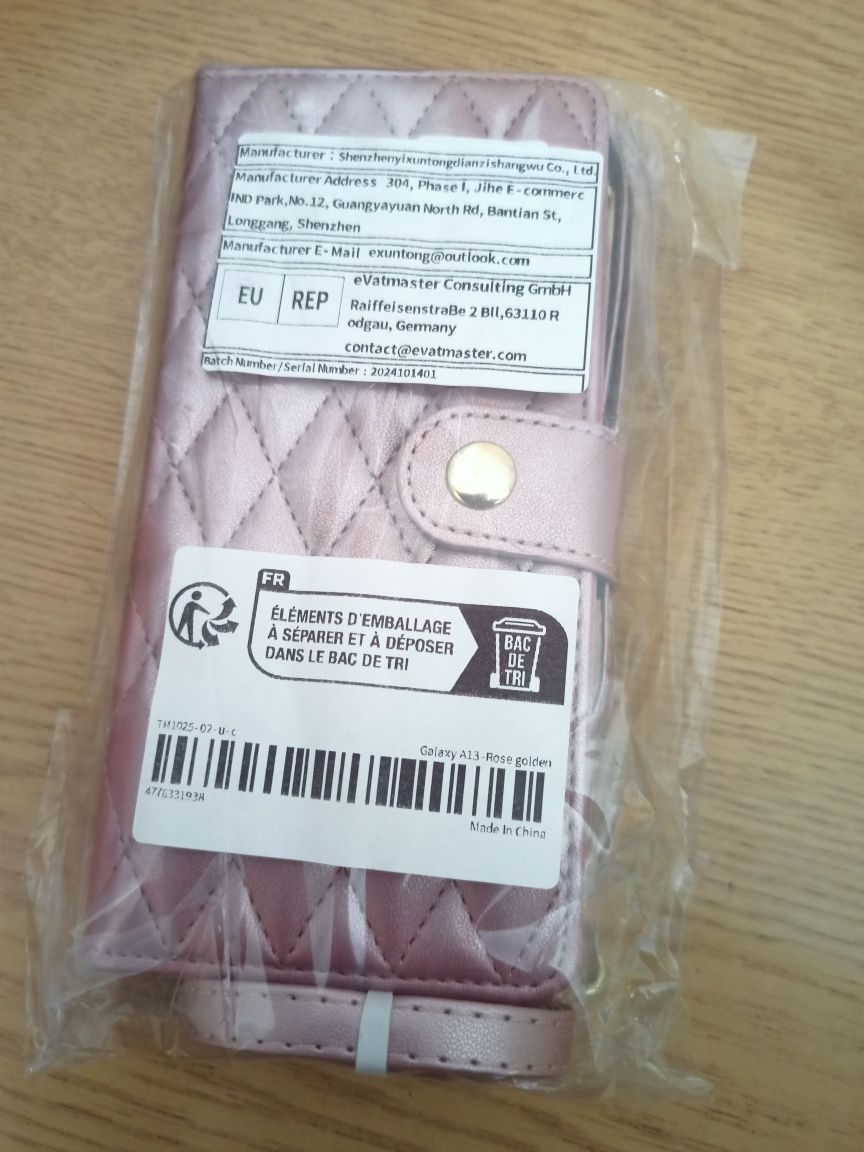 Manufacturer : Shenzhenyixuntongdianzishangwu Co., Ltd.
Manufacturer Address 304, Phase I, Jihe E-commerc
IND Park,No.12, Guangyayuan North Rd, Bantian St,
Longgang, Shenzhen
Manufacturer E-Mail exuntong@outlook.com
EU REP
eVatmaster Consulting GmbH
RaiffeisenstraBe 2 BII,63110 R
odgau, Germany
contact@evatmaster.com
Batch Number/Serial Number : 2024101401
FR
ÉLÉMENTS D'EMBALLAGE
À SÉPARER ET À DÉPOSER
DANS LE BAC DE TRI
BAC
DE
TRI
TM1025-02-U-C
Galaxy A13-Rose golden
477633193A
Made In China